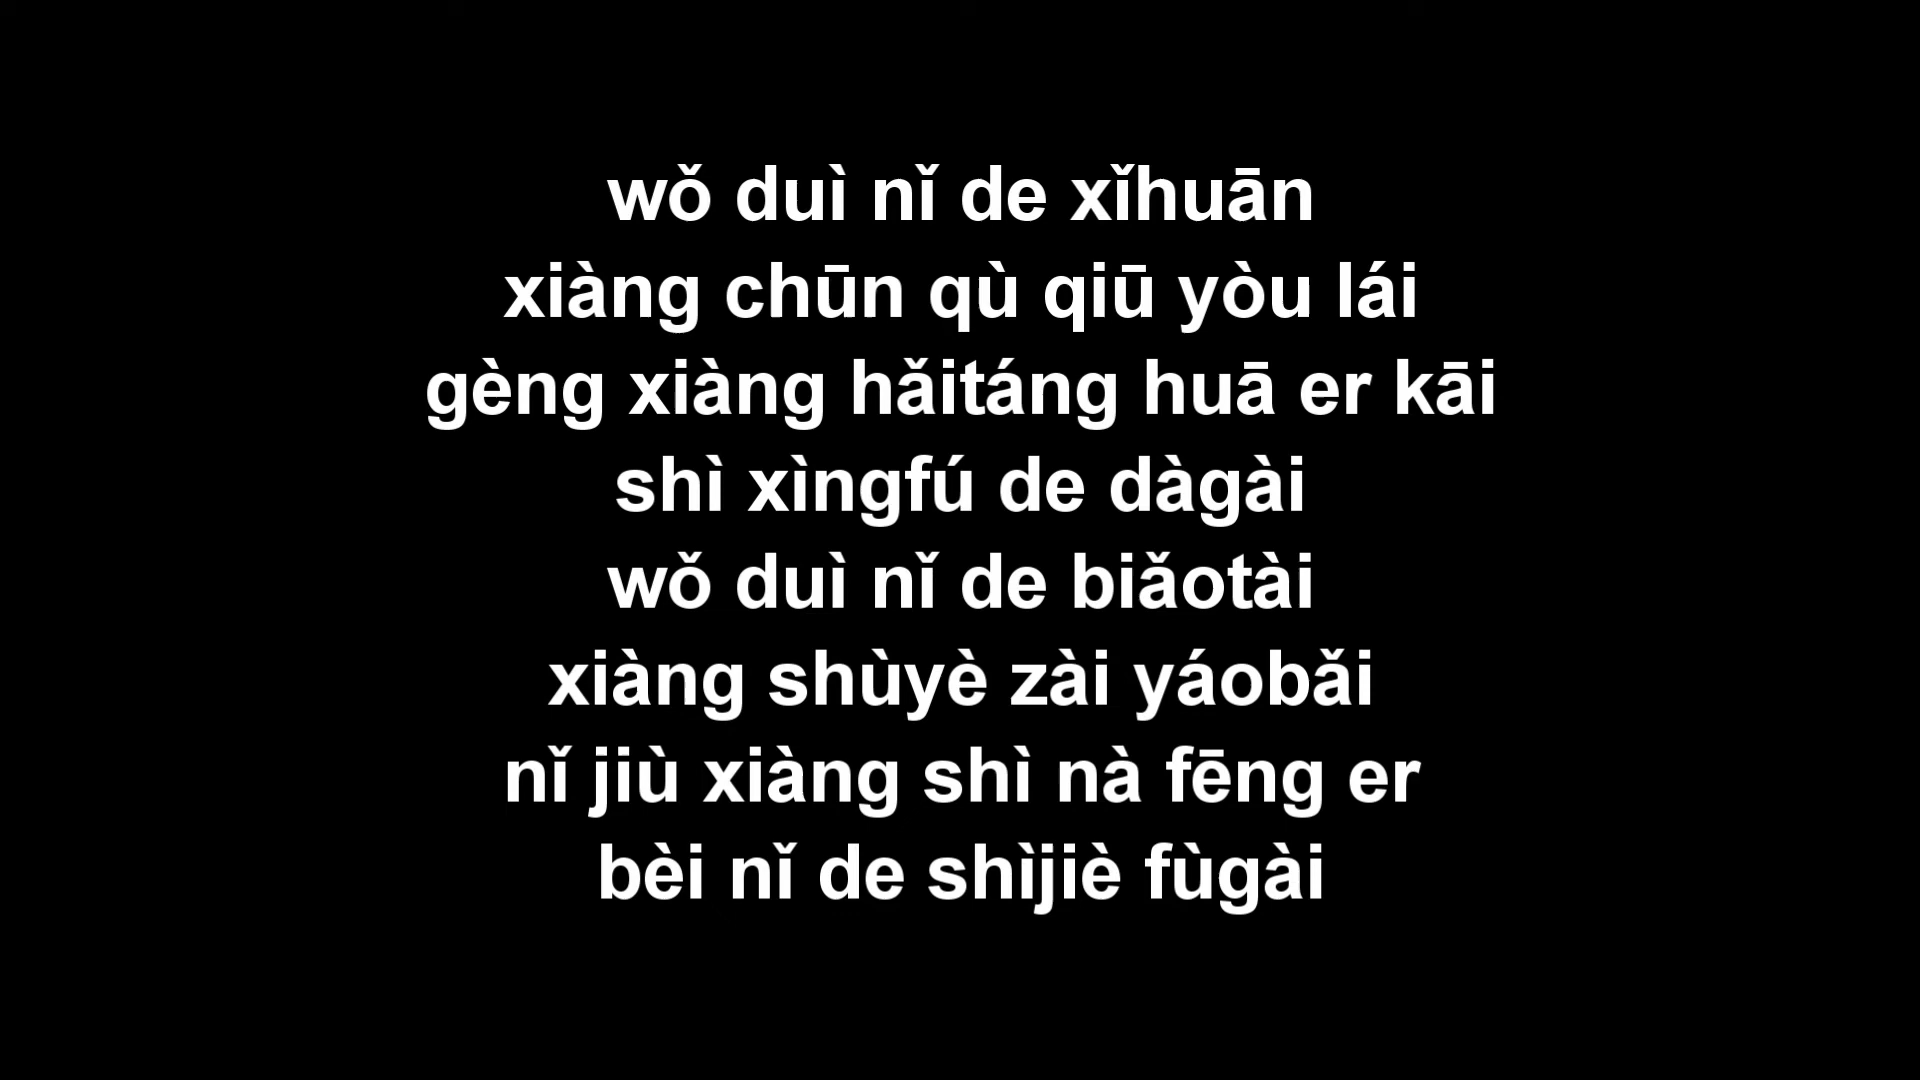 wǒ duì nǐ de xǐhuān
xiàng chūn qù qiū yòu lái
gèng xiàng hǎitáng huā er kāi
shì xìngfú de dàgài
wǒ duì nǐ de biǎotài
xiàng shùyè zài yáobǎi
nǐ jiù xiàng shì nà fēng er
bèi nǐ de shìjiè fùgài